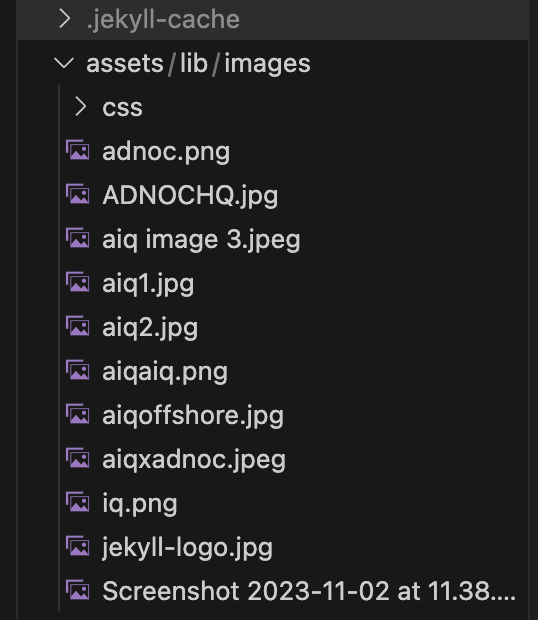 .jekyll-cache
assets/lib/images
css
adnoc.png
ADNOCHQ.jpg
aiq image 3.jpeg
aiq1.jpg
aiq2.jpg
aiqaiq.png
aiqoffshore.jpg
aiqxadnoc.jpeg
iq.png
jekyll-logo.jpg
Screenshot 2023-11-02 at 11.38....